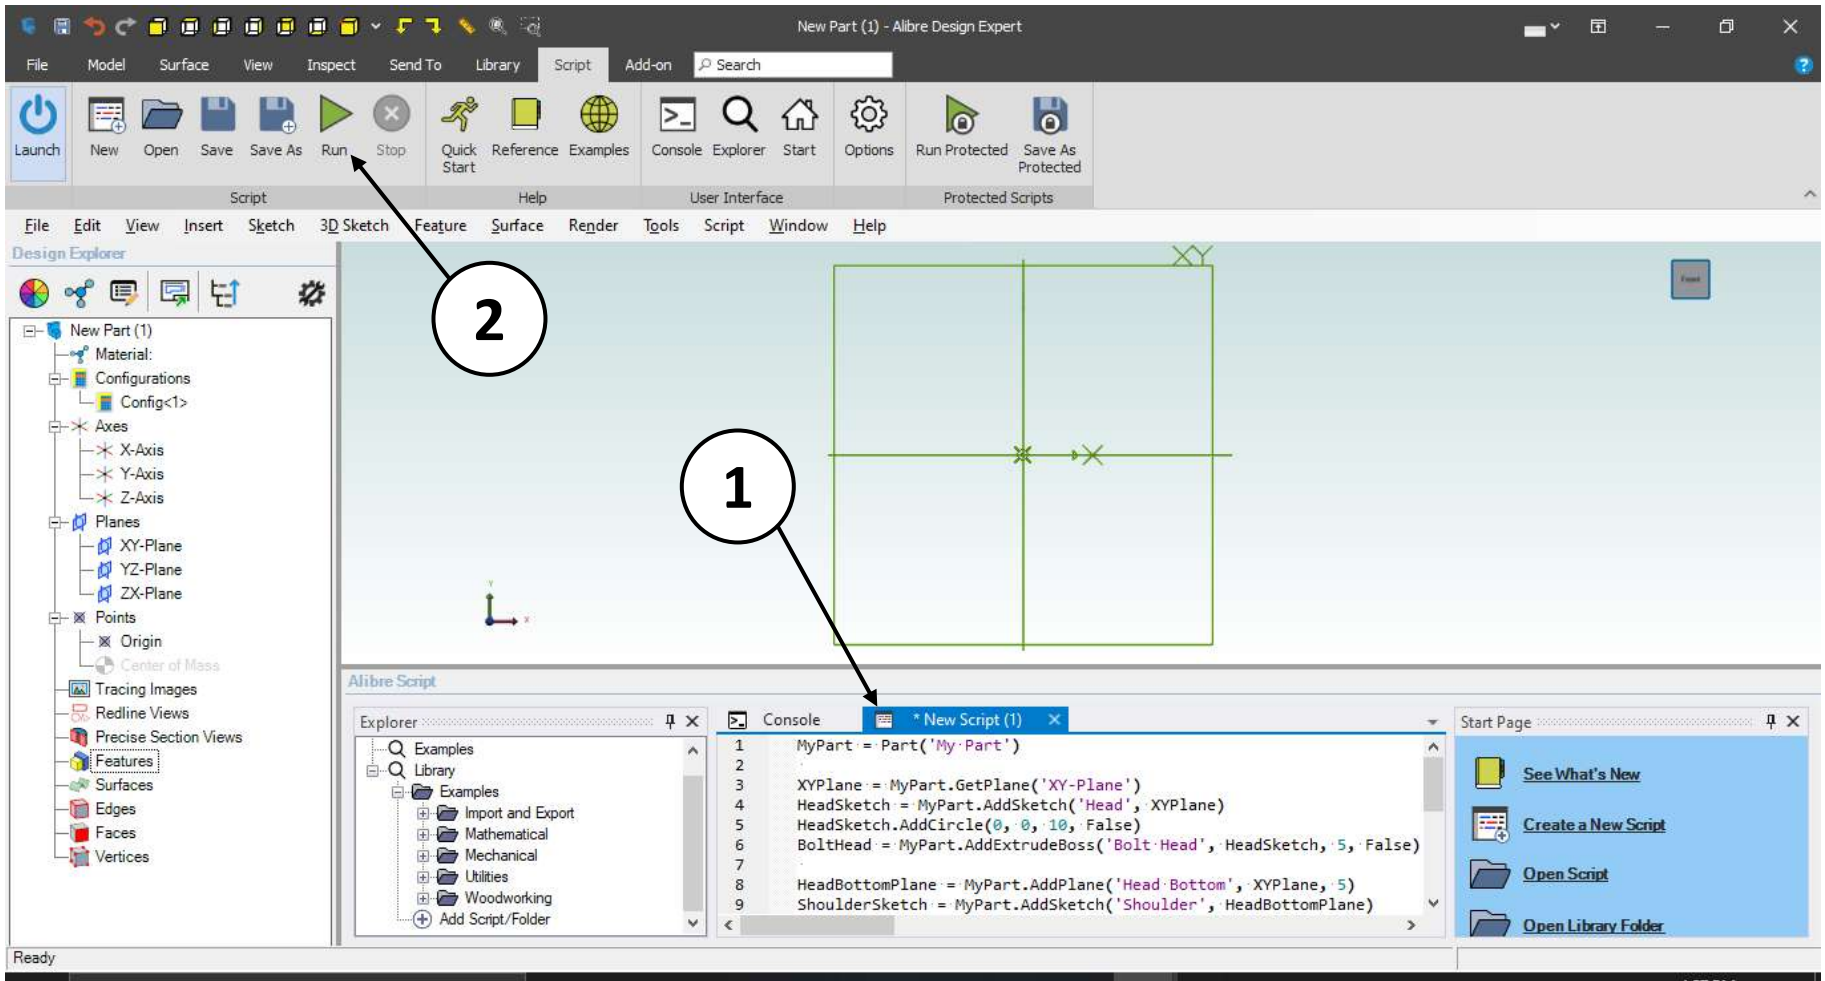 New Part (1) - Alibre Design Expert
File Model Surface View Inspect Send To Library Script Add-on Search
Launch New Open Save Save As Run Stop Quick Start Reference Examples Console Explorer Start Options Run Protected Save As Protected
Script Help User Interface Protected Scripts
File Edit View Insert Sketch 3D Sketch Feature Surface Render Tools Script Window Help
Design Explorer
New Part (1)
Material:
Configurations
Config<1>
Axes
X-Axis
Y-Axis
Z-Axis
Planes
XY-Plane
YZ-Plane
ZX-Plane
Points
Origin
Center of Mass
Tracing Images
Redline Views
Precise Section Views
Features
Surfaces
Edges
Faces
Vertices
XY
Front
2
1
Y
X
Alibre Script
Explorer
Examples
Library
Examples
Import and Export
Mathematical
Mechanical
Utilities
Woodworking
Add Script/Folder
Console * New Script (1)
1 MyPart = Part('My Part')
2
3 XYPlane = MyPart.GetPlane('XY-Plane')
4 HeadSketch = MyPart.AddSketch('Head', XYPlane)
5 HeadSketch.AddCircle(0, 0, 10, False)
6 BoltHead = MyPart.AddExtrudeBoss('Bolt Head', HeadSketch, 5, False)
7
8 HeadBottomPlane = MyPart.AddPlane('Head Bottom', XYPlane, 5)
9 ShoulderSketch = MyPart.AddSketch('Shoulder', HeadBottomPlane)
Start Page
See What's New
Create a New Script
Open Script
Open Library Folder
Ready